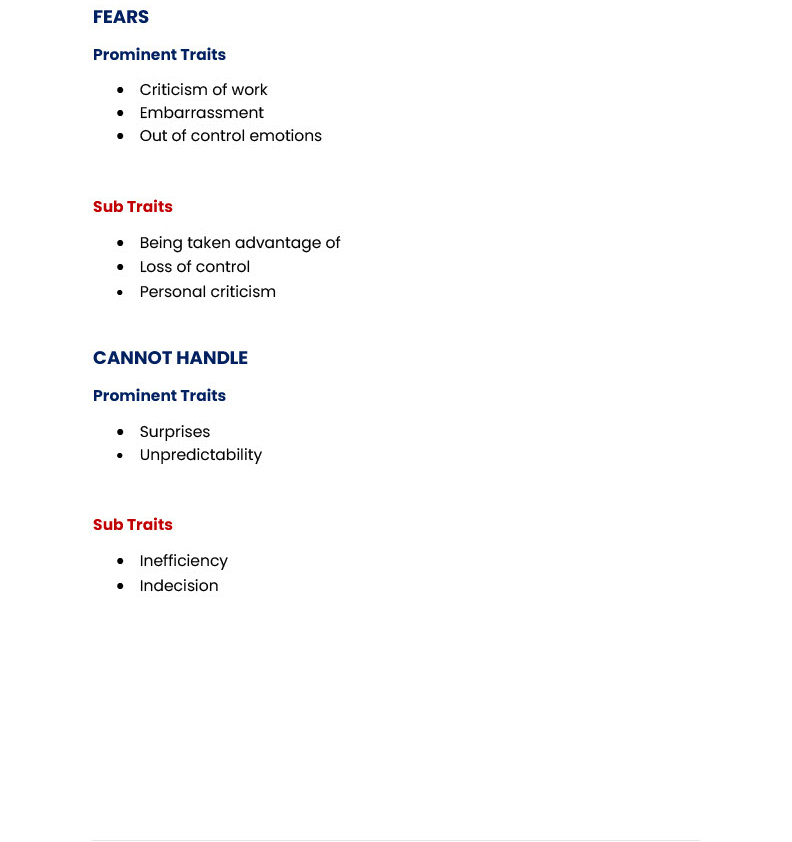 FEARS
Prominent Traits
• Criticism of work
• Embarrassment
• Out of control emotions
Sub Traits
• Being taken advantage of
• Loss of control
• Personal criticism
CANNOT HANDLE
Prominent Traits
• Surprises
• Unpredictability
Sub Traits
• Inefficiency
• Indecision